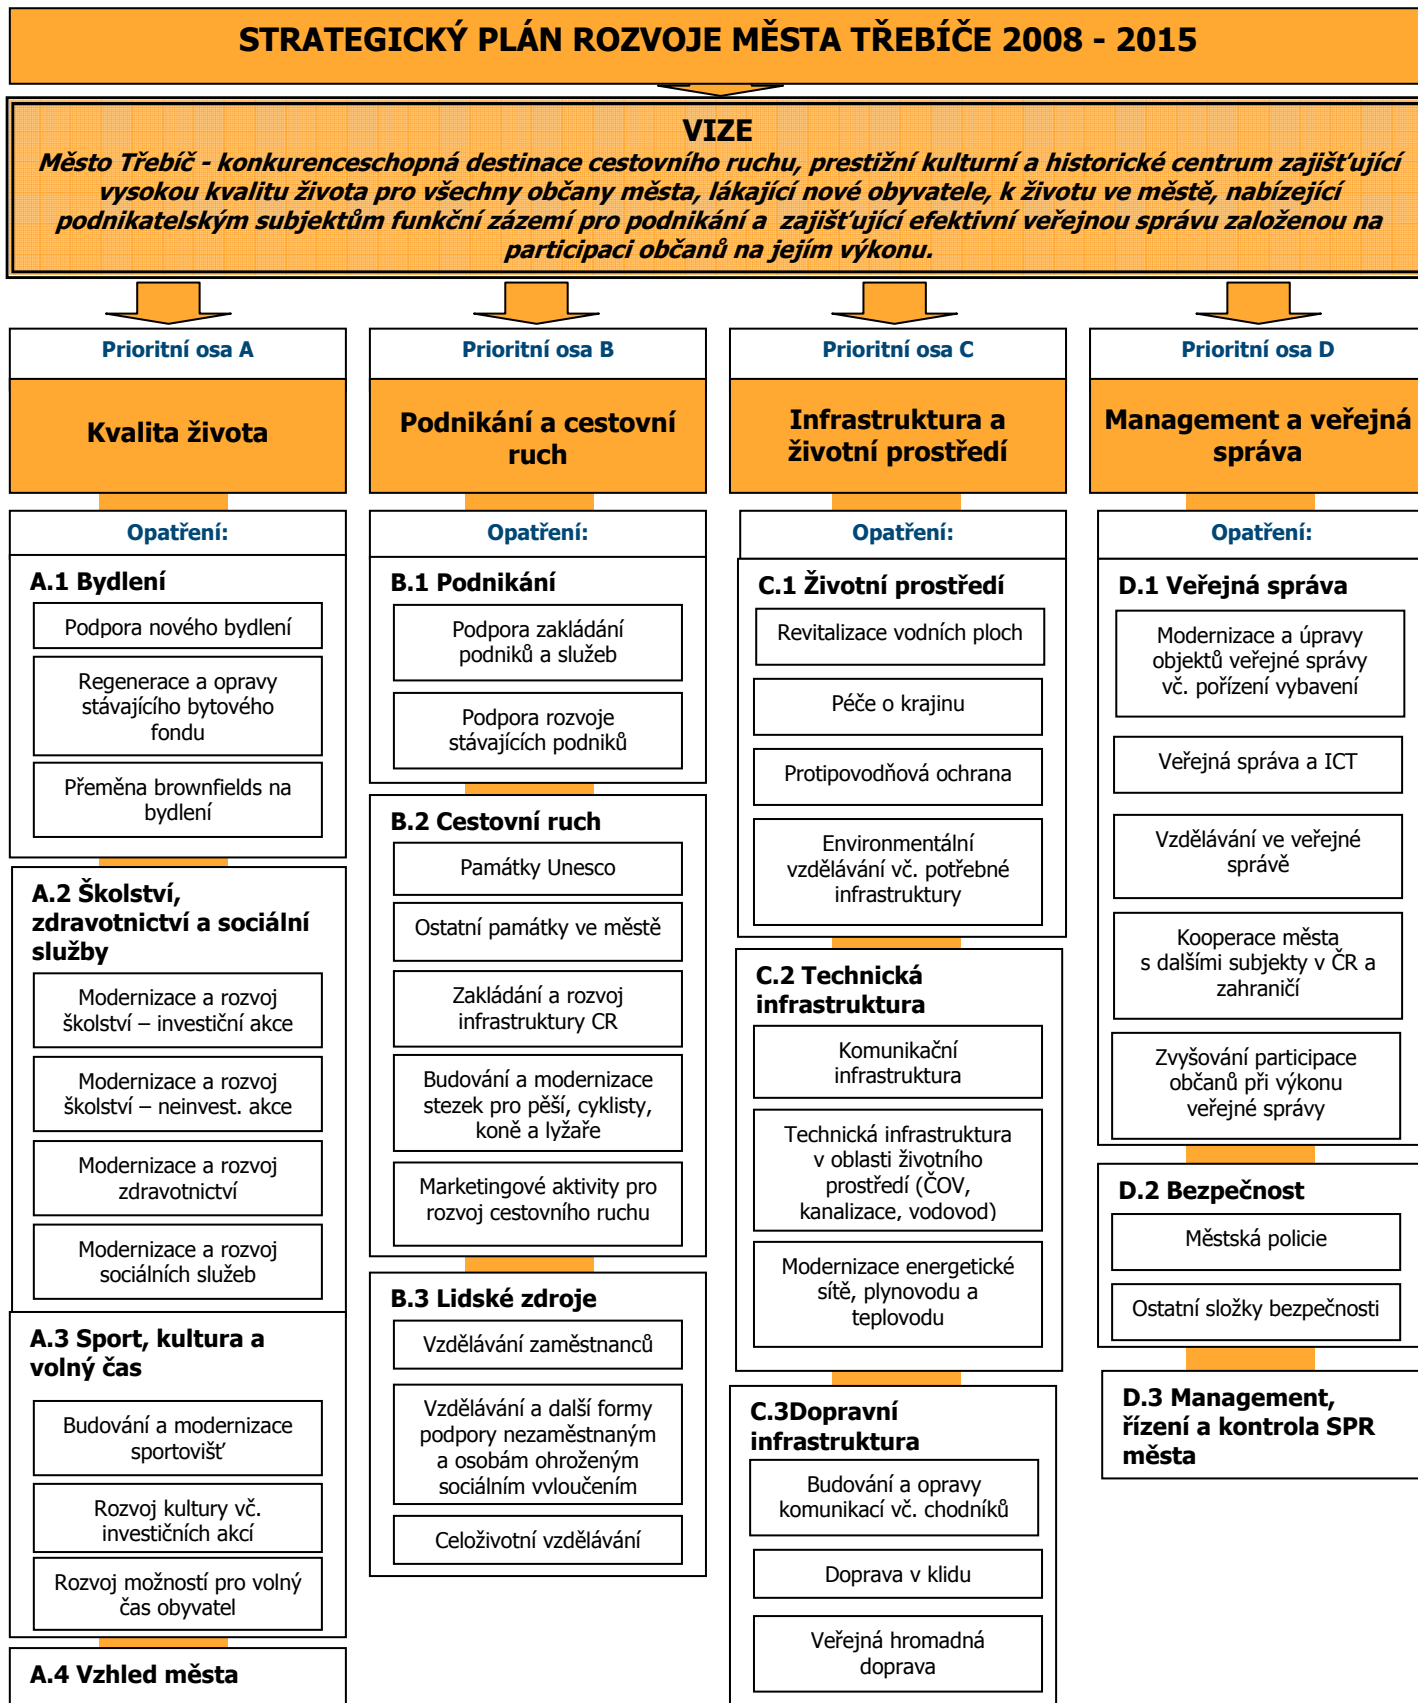 STRATEGICKÝ PLÁN ROZVOJE MĚSTA TŘEBÍČE 2008 - 2015
VIZE
Město Třebíč - konkurenceschopná destinace cestovního ruchu, prestižní kulturní a historické centrum zajišťující
vysokou kvalitu života pro všechny občany města, lákající nové obyvatele, k životu ve městě, nabízející
podnikatelským subjektům funkční zázemí pro podnikání a zajišťující efektivní veřejnou správu založenou na
participaci občanů na jejím výkonu.
Prioritní osa A
Kvalita života
Opatření:
A.1 Bydlení
Podpora nového bydlení
Regenerace a opravy
stávajícího bytového
fondu
Přeměna brownfields na
bydlení
A.2 Školství,
zdravotnictví a sociální
služby
Modernizace a rozvoj
školství – investiční akce
Modernizace a rozvoj
školství – neinvest. akce
Modernizace a rozvoj
zdravotnictví
Modernizace a rozvoj
sociálních služeb
A.3 Sport, kultura a
volný čas
Budování a modernizace
sportovišť
Rozvoj kultury vč.
investičních akcí
Rozvoj možností pro volný
čas obyvatel
A.4 Vzhled města
Prioritní osa B
Podnikání a cestovní
ruch
Opatření:
B.1 Podnikání
Podpora zakládání
podniků a služeb
Podpora rozvoje
stávajících podniků
B.2 Cestovní ruch
Památky Unesco
Ostatní památky ve městě
Zakládání a rozvoj
infrastruktury CR
Budování a modernizace
stezek pro pěší, cyklisty,
koně a lyžaře
Marketingové aktivity pro
rozvoj cestovního ruchu
B.3 Lidské zdroje
Vzdělávání zaměstnanců
Vzdělávání a další formy
podpory nezaměstnaným
a osobám ohroženým
sociálním vyloučením
Celoživotní vzdělávání
Prioritní osa C
Infrastruktura a
životní prostředí
Opatření:
C.1 Životní prostředí
Revitalizace vodních ploch
Péče o krajinu
Protipovodňová ochrana
Environmentální
vzdělávání vč. potřebné
infrastruktury
C.2 Technická
infrastruktura
Komunikační
infrastruktura
Technická infrastruktura
v oblasti životního
prostředí (ČOV,
kanalizace, vodovod)
Modernizace energetické
sítě, plynovodu a
teplovodu
C.3Dopravní
infrastruktura
Budování a opravy
komunikací vč. chodníků
Doprava v klidu
Veřejná hromadná
doprava
Prioritní osa D
Management a veřejná
správa
Opatření:
D.1 Veřejná správa
Modernizace a úpravy
objektů veřejné správy
vč. pořízení vybavení
Veřejná správa a ICT
Vzdělávání ve veřejné
správě
Kooperace města
s dalšími subjekty v ČR a
zahraničí
Zvyšování participace
občanů při výkonu
veřejné správy
D.2 Bezpečnost
Městská policie
Ostatní složky bezpečnosti
D.3 Management,
řízení a kontrola SPR
města